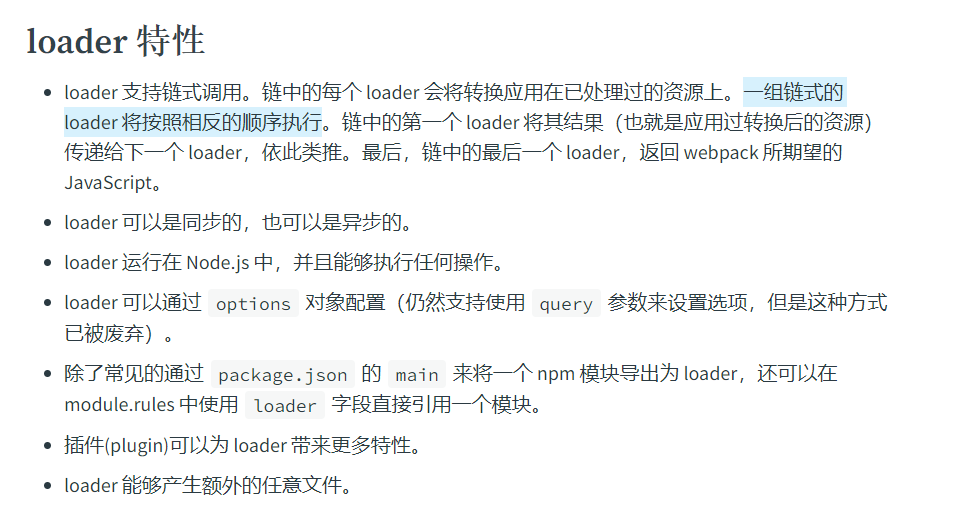 loader 特性
loader 支持链式调用。链中的每个 loader 会将转换应用在已处理过的资源上。一组链式的
loader 将按照相反的顺序执行。链中的第一个 loader 将其结果（也就是应用过转换后的资源）
传递给下一个 loader，依此类推。最后，链中的最后一个 loader，返回 webpack 所期望的
JavaScript。
loader 可以是同步的，也可以是异步的。
loader 运行在 Node.js 中，并且能够执行任何操作。
loader 可以通过 options 对象配置（仍然支持使用 query 参数来设置选项，但是这种方式
已被废弃）。
除了常见的通过 package.json 的 main 来将一个 npm 模块导出为 loader，还可以在
module.rules 中使用 loader 字段直接引用一个模块。
插件(plugin)可以为 loader 带来更多特性。
loader 能够产生额外的任意文件。